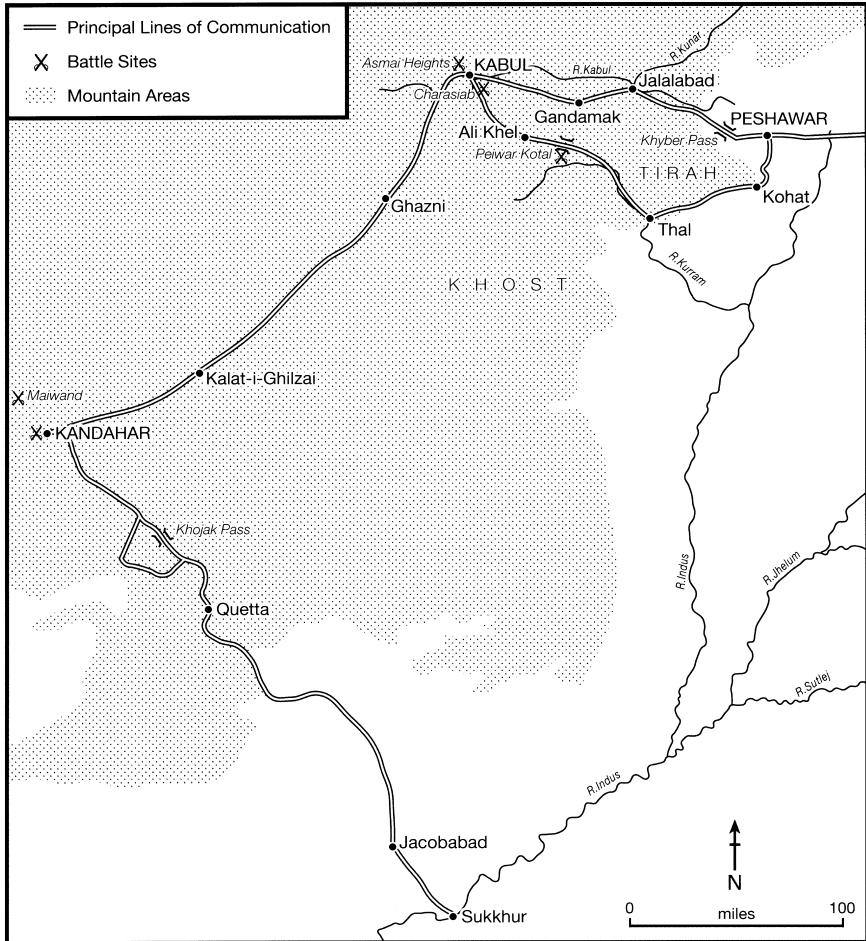 Principal Lines of Communication
Battle Sites
Mountain Areas
R.Kunar
Asmai Heights
KABUL
R.Kabul
Jalalabad
Charasiab
Gandamak
PESHAWAR
Ali Khel
Khyber Pass
Peiwar Kotal
TIRAH
Kohat
Ghazni
Thal
R.Kurram
KHOST
Kalat-i-Ghilzai
Maiwand
KANDAHAR
Khojak Pass
R.Indus
R.Jhelum
Quetta
R.Sutlej
R.Indus
Jacobabad
N
Sukkhur
0 miles 100